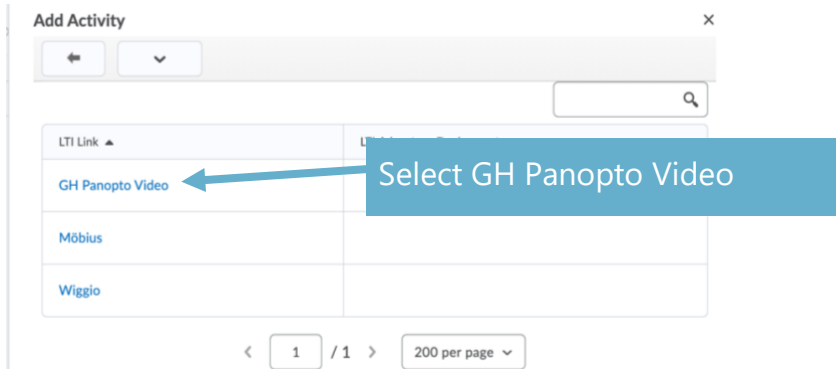 Add Activity
LTI Link
Select GH Panopto Video
GH Panopto Video
Möbius
Wiggio
1 / 1 200 per page